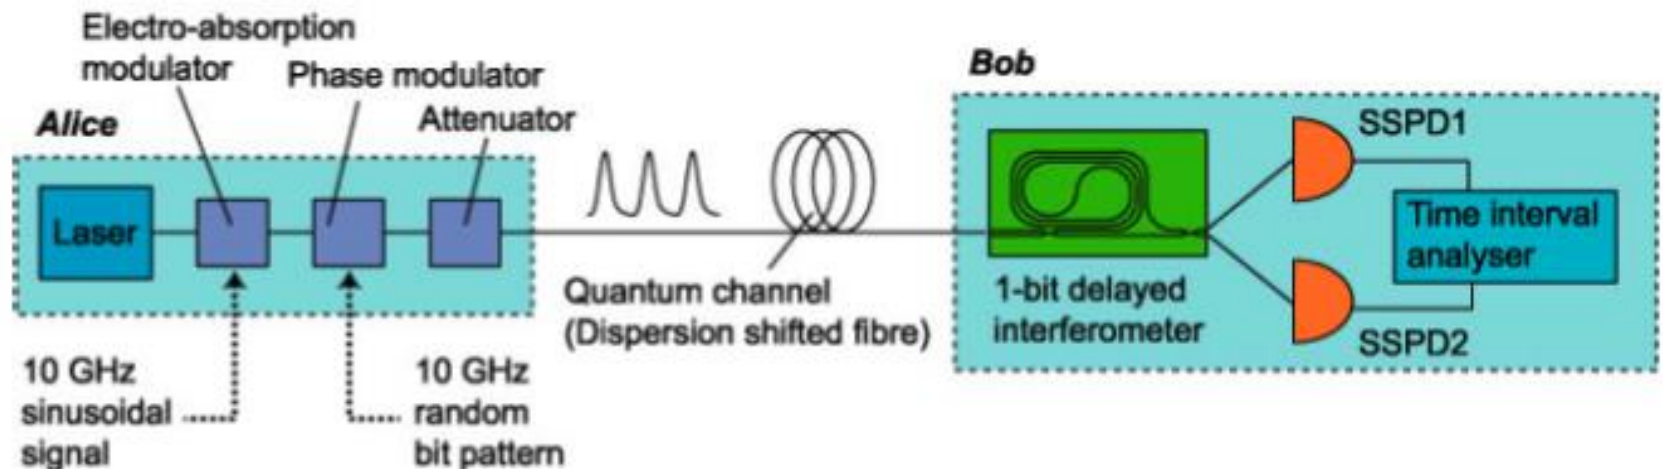 Electro-absorption
modulator
Phase modulator
Attenuator
Alice
Laser
10 GHz
sinusoidal
signal
10 GHz
random
bit pattern
Quantum channel
(Dispersion shifted fibre)
Bob
1-bit delayed
interferometer
SSPD1
Time interval
analyser
SSPD2